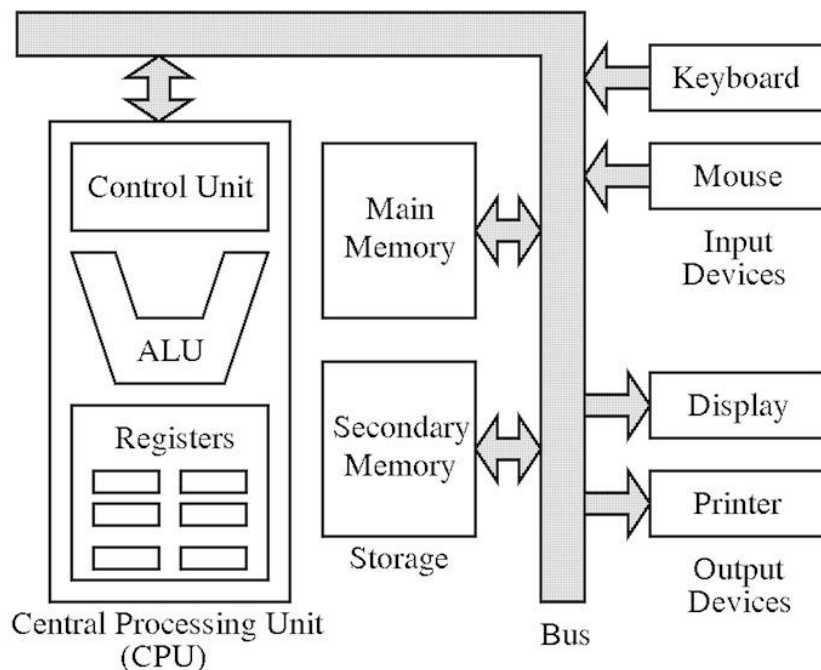 Control Unit
ALU
Registers
Central Processing Unit
(CPU)
Main
Memory
Secondary
Memory
Storage
Bus
Keyboard
Mouse
Input
Devices
Display
Printer
Output
Devices